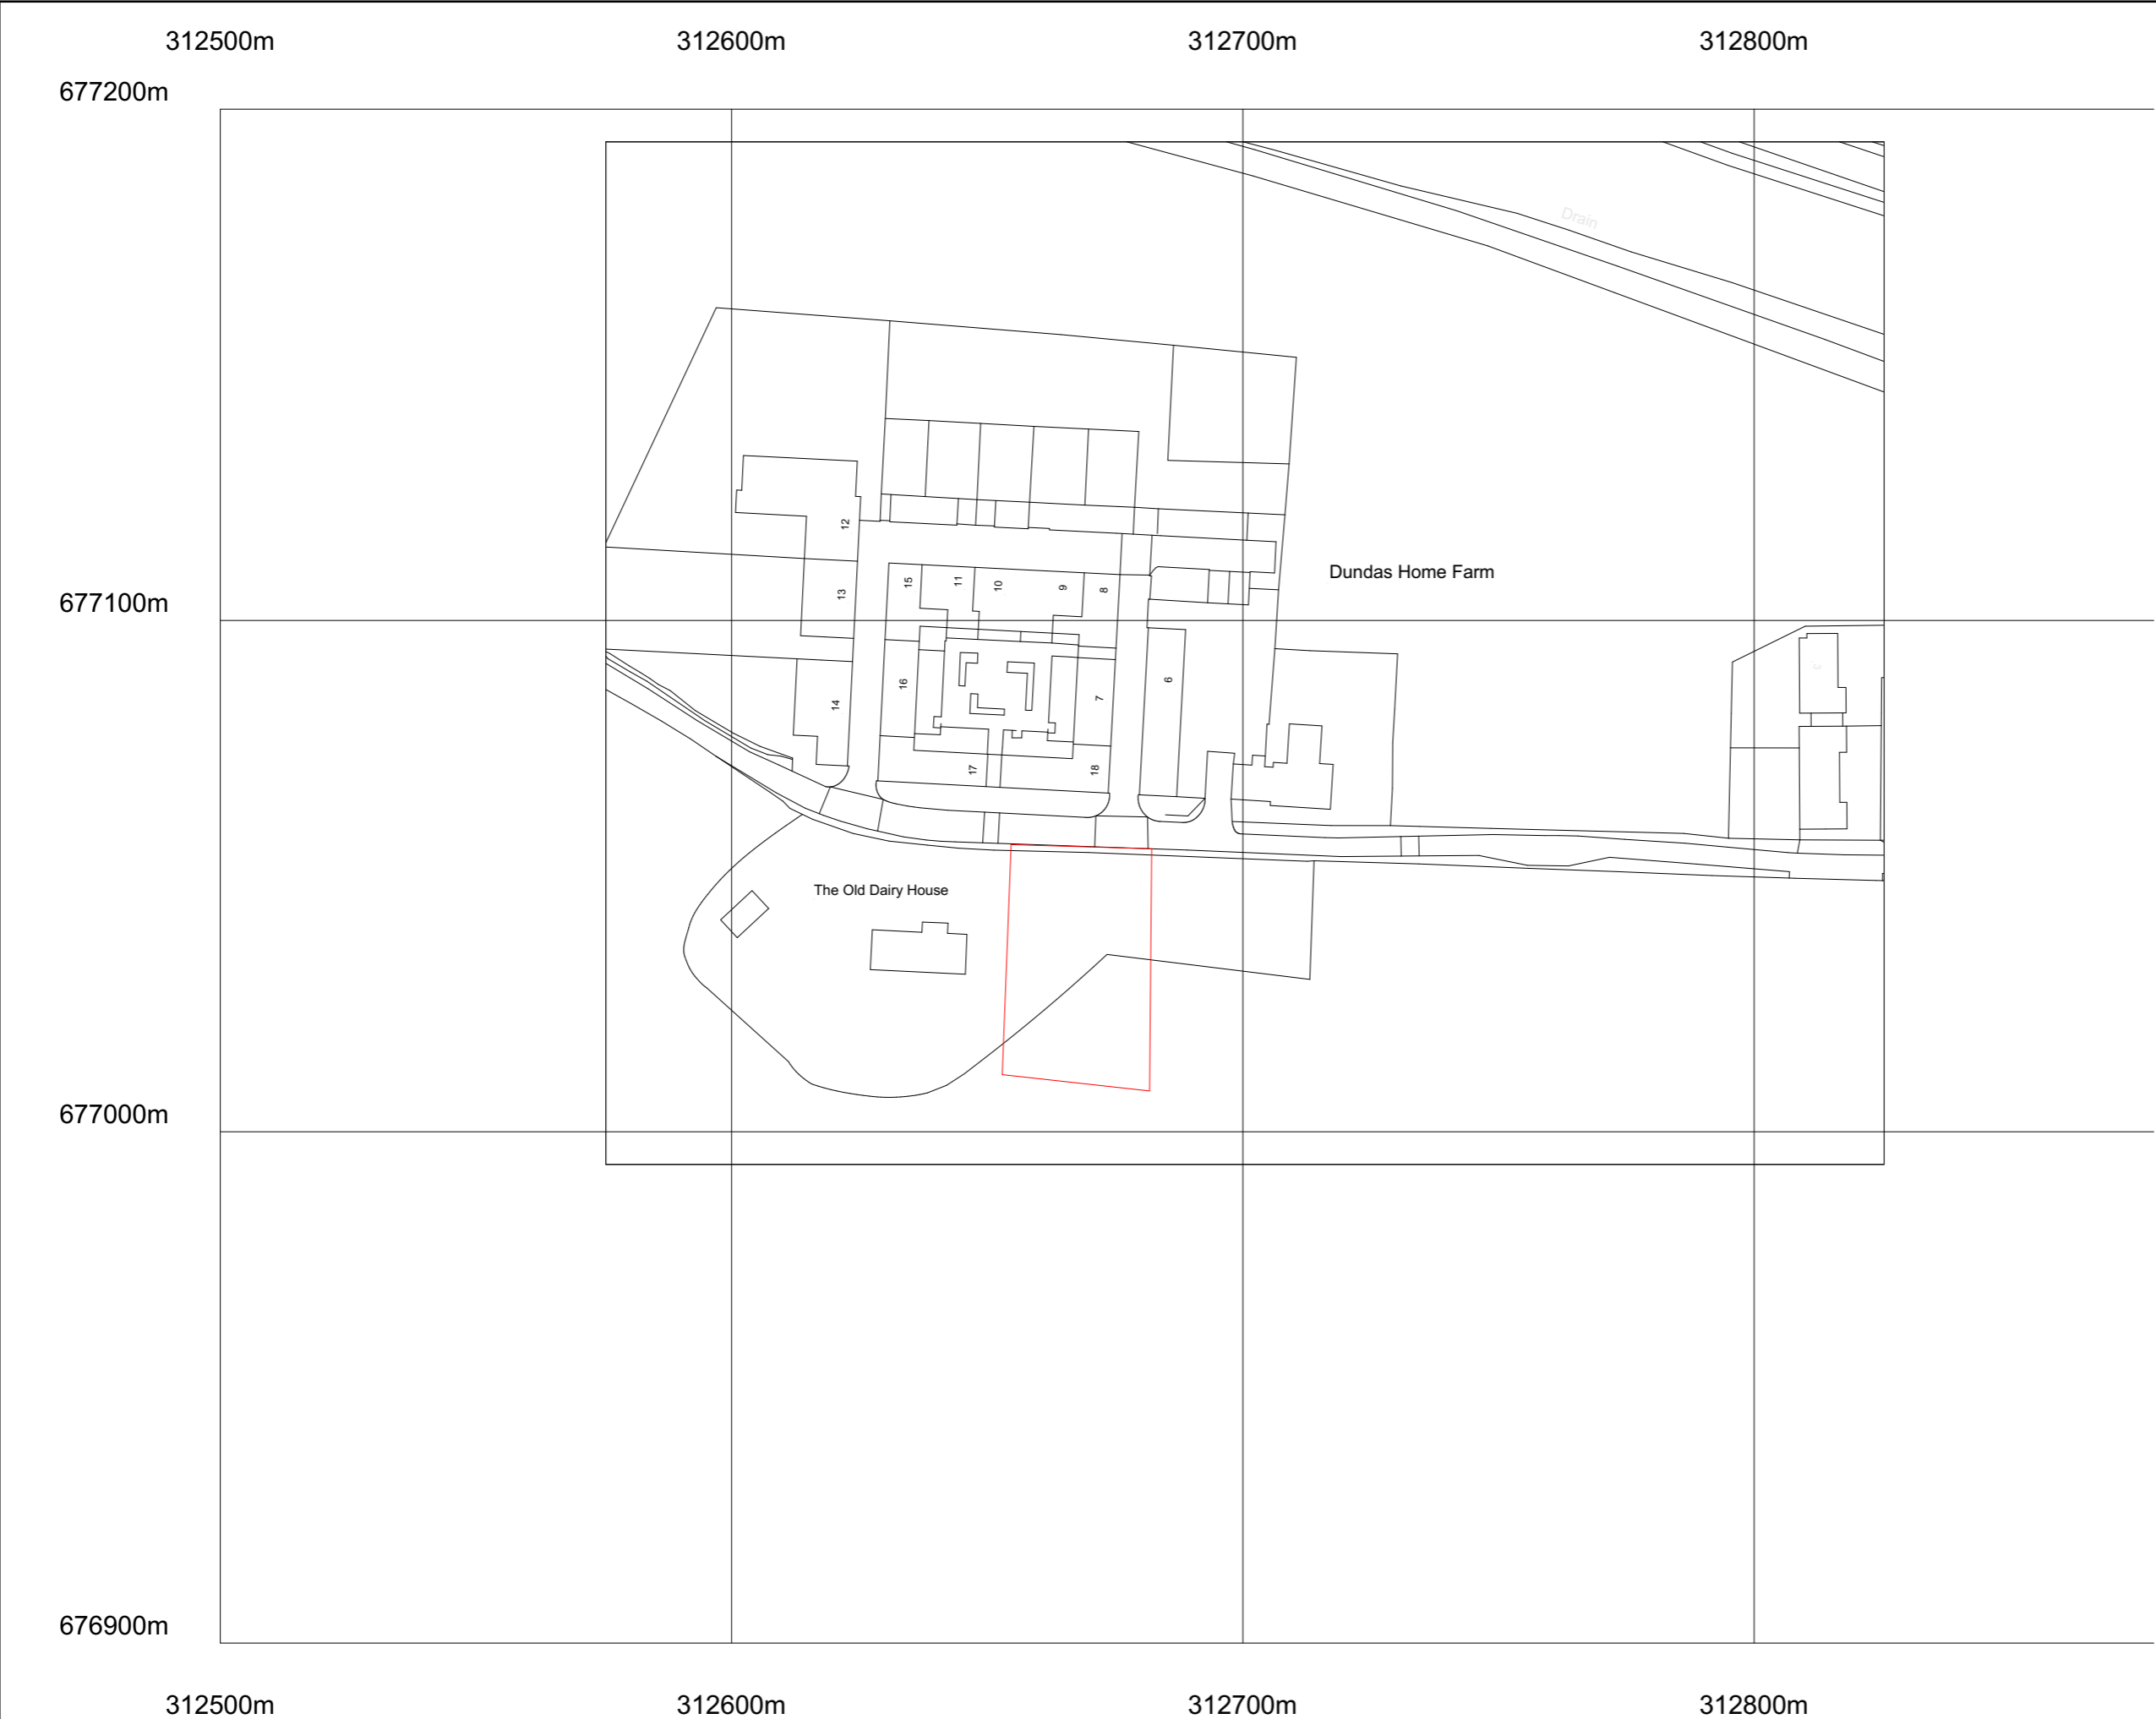 312500m 312600m 312700m 312800m
677200m
Drain
12
Dundas Home Farm
15 11 10 9 8
13
677100m
3
16 6
7
14
17 18
The Old Dairy House
677000m
676900m
312500m 312600m 312700m 312800m